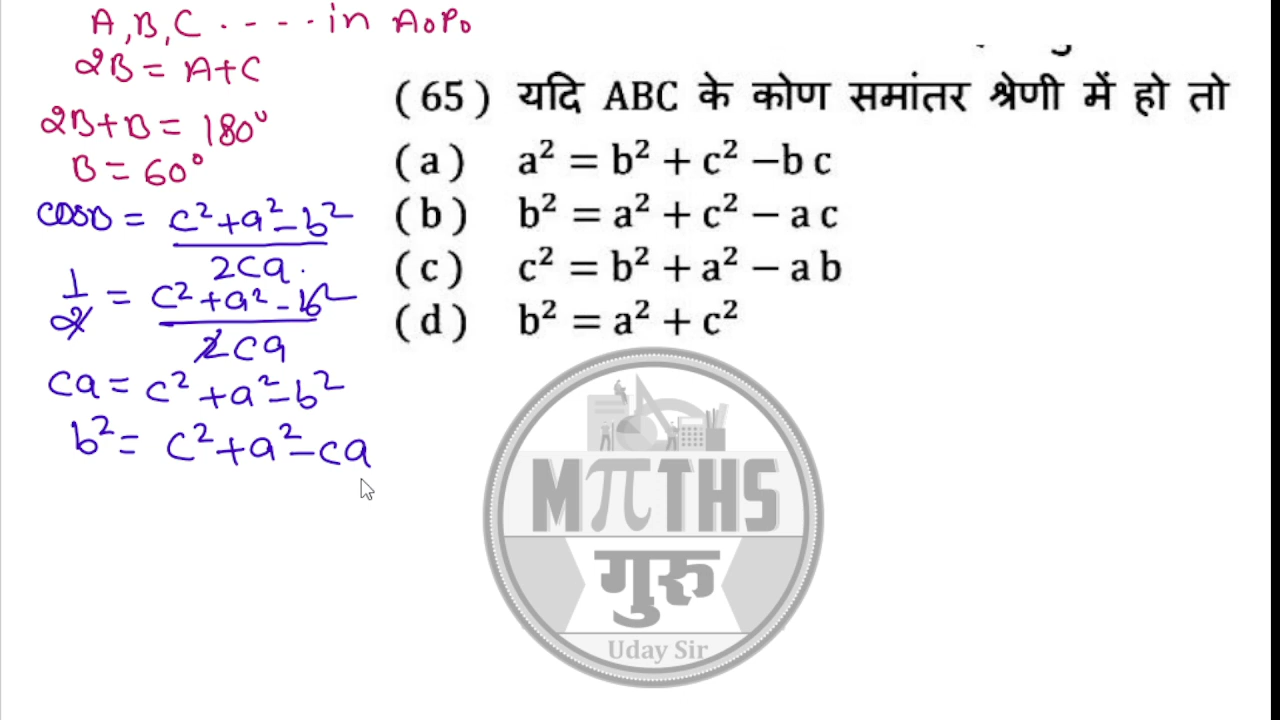 A, B, C ----- in A.P.
2B = A+C
2B+B = 180°
B = 60°
cosB = c²+a²-b² / 2ca.
1/2 = c²+a²-b² / 2ca
ca = c²+a²-b²
b² = c²+a²-ca
(65) यदि ABC के कोण समांतर श्रेणी में हो तो
(a) a² = b² + c² −b c
(b) b² = a² + c² − a c
(c) c² = b² + a² − a b
(d) b² = a² + c²
MπTHS
गुरु
Uday Sir